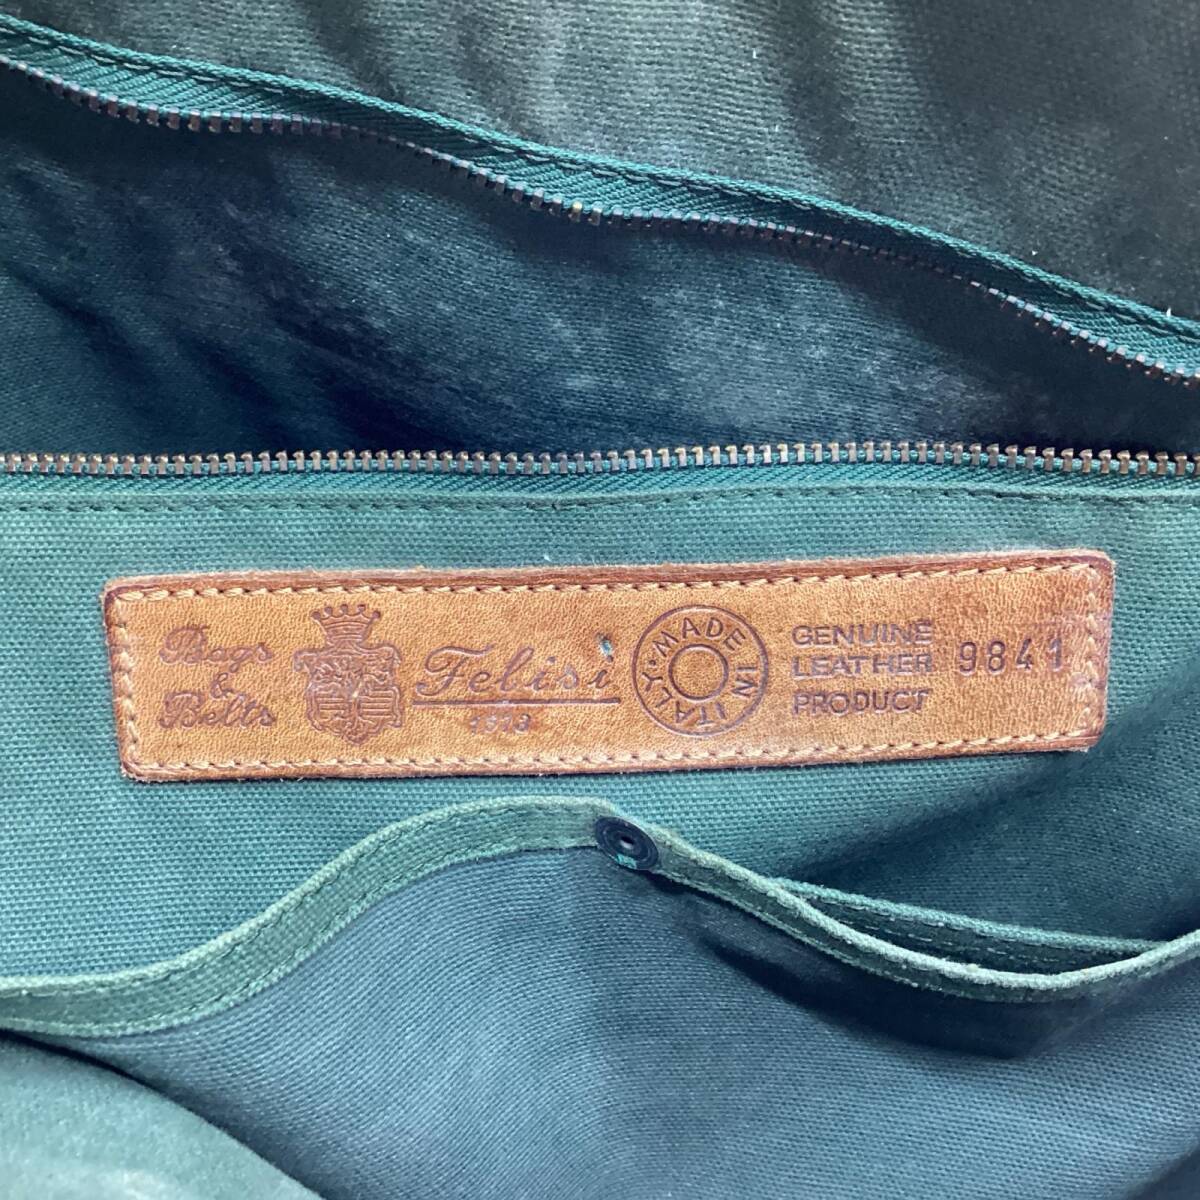 Bags
&
Belts
Felisi
1973
MADE IN ITALY
GENUINE
LEATHER
PRODUCT
9841